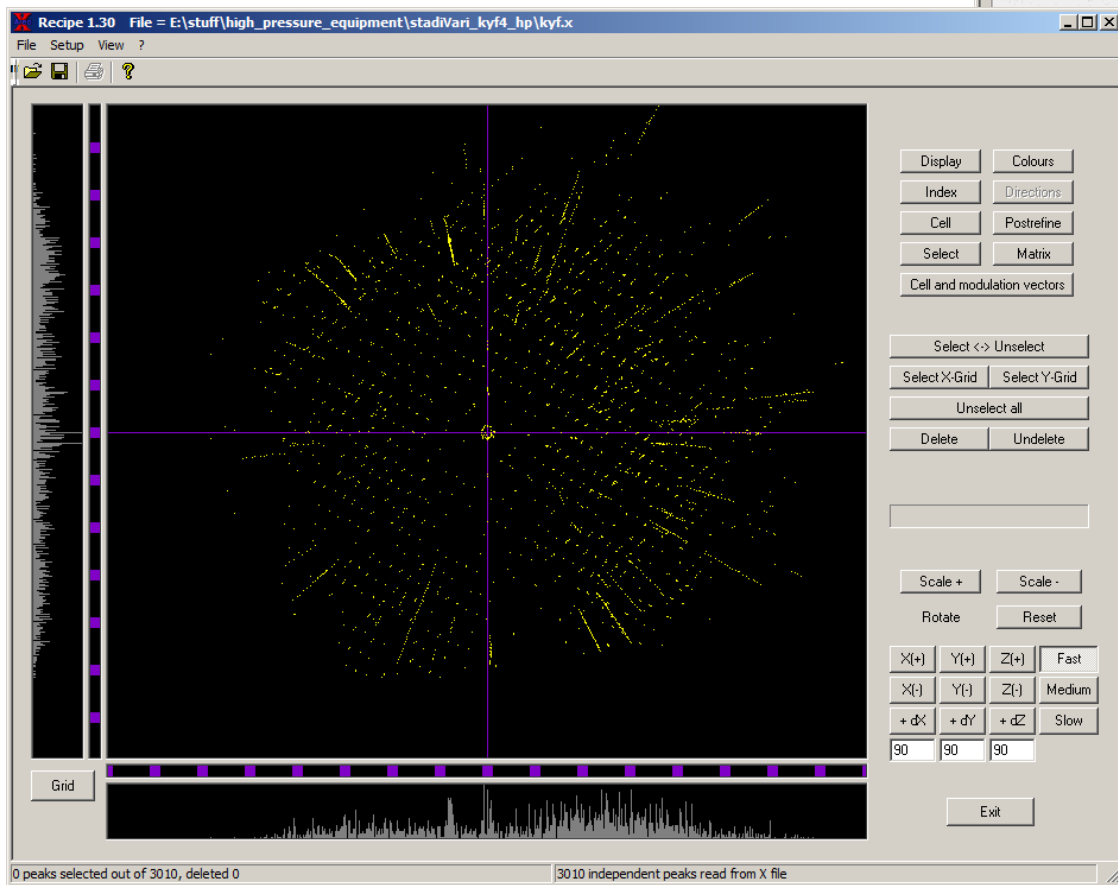 Recipe 1.30 File = E:\stuff\high_pressure_equipment\stadiVari_kyf4_hp\kyf.x
File Setup View ?
Display Colours
Index Directions
Cell Postrefine
Select Matrix
Cell and modulation vectors
Select <-> Unselect
Select X-Grid Select Y-Grid
Unselect all
Delete Undelete
Scale + Scale -
Rotate Reset
X(+) Y(+) Z(+) Fast
X(-) Y(-) Z(-) Medium
+ dX + dY + dZ Slow
90 90 90
Grid
Exit
0 peaks selected out of 3010, deleted 0 3010 independent peaks read from X file